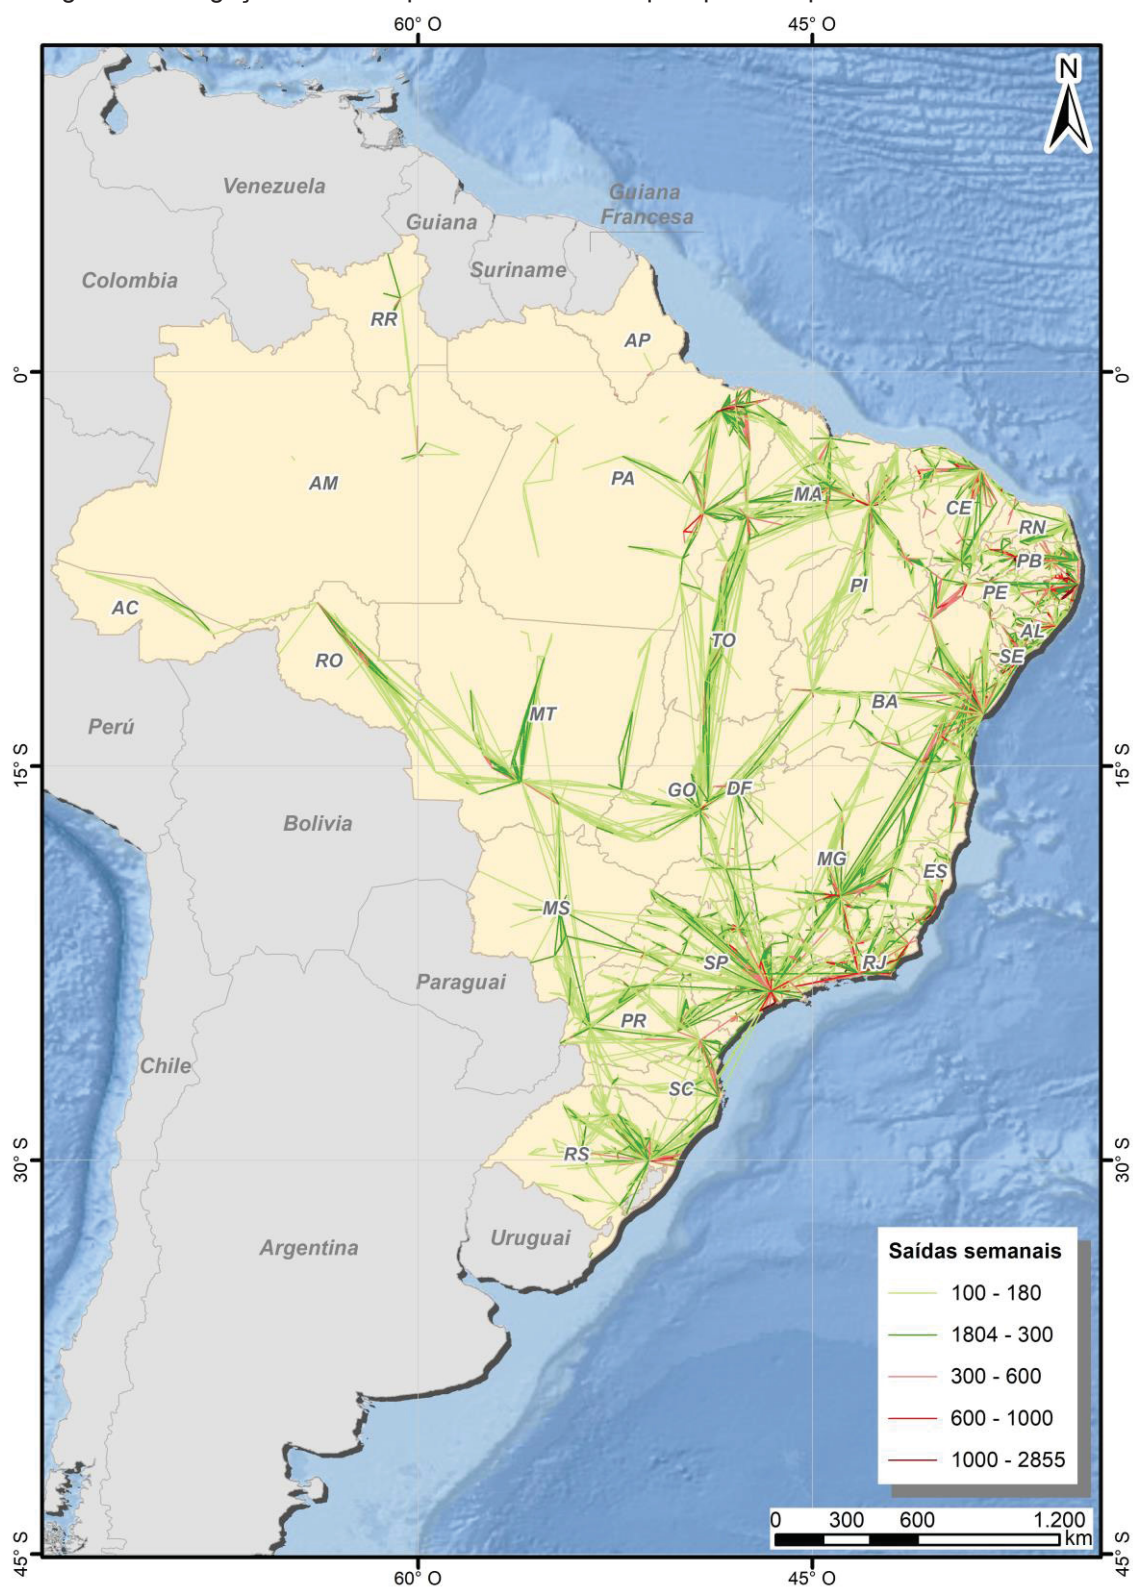 60° O 45° O
N
Venezuela
Guiana
Francesa
Guiana
Suriname
Colombia
RR
AP
0° 0°
AM
PA
MA
CE
RN
PB
PI
PE
AC
TO
AL
RO
SE
BA
MT
Perú
15° S 15° S
GO DF
Bolivia
MG
ES
MS
SP
RJ
Paraguai
PR
Chile
SC
RS
30° S 30° S
Uruguai
Argentina
Saídas semanais
100 - 180
1804 - 300
300 - 600
600 - 1000
1000 - 2855
0 300 600 1.200
km
45° S 45° S
60° O 45° O